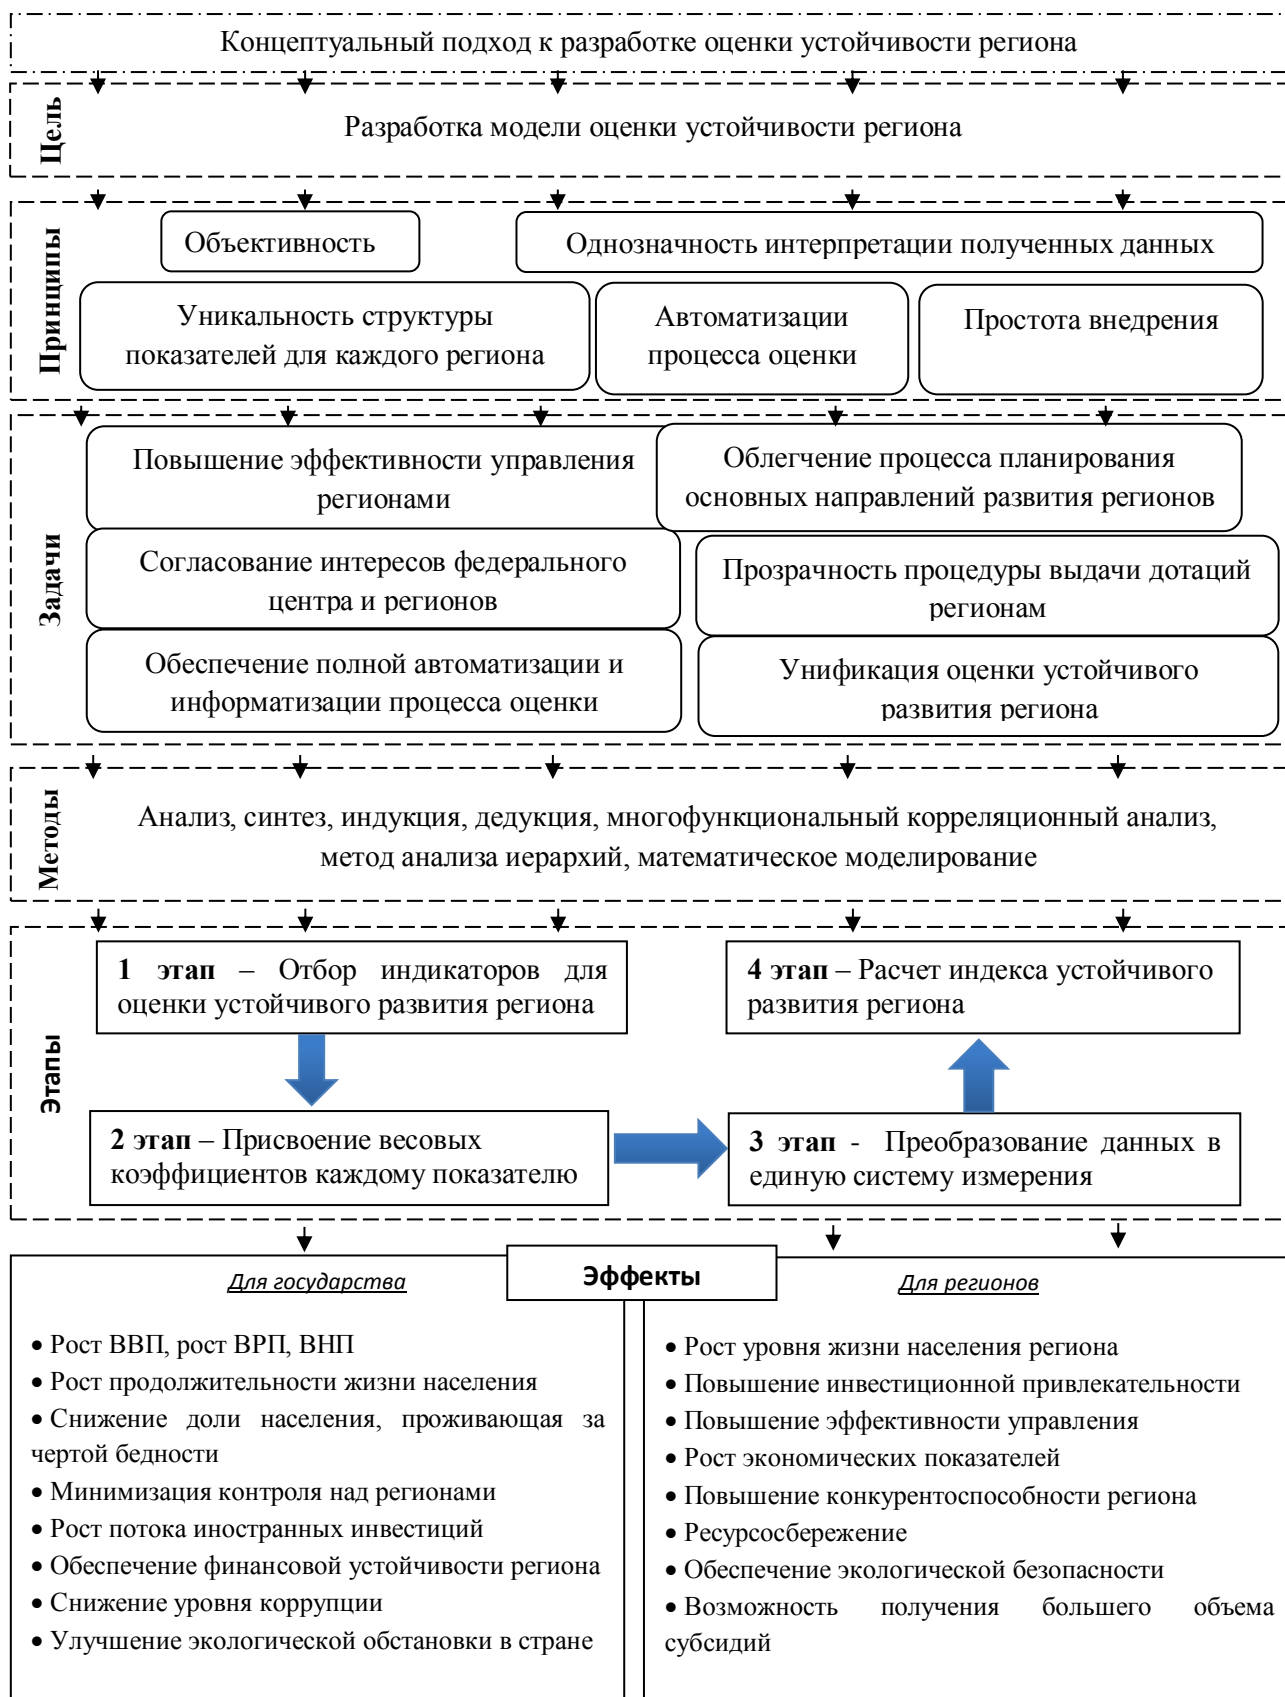 Концептуальный подход к разработке оценки устойчивости региона
Цель
Разработка модели оценки устойчивости региона
Принципы
Объективность
Однозначность интерпретации полученных данных
Уникальность структуры
показателей для каждого региона
Автоматизации
процесса оценки
Простота внедрения
Задачи
Повышение эффективности управления
регионами
Облегчение процесса планирования
основных направлений развития регионов
Согласование интересов федерального
центра и регионов
Прозрачность процедуры выдачи дотаций
регионам
Обеспечение полной автоматизации и
информатизации процесса оценки
Унификация оценки устойчивого
развития региона
Методы
Анализ, синтез, индукция, дедукция, многофункциональный корреляционный анализ,
метод анализа иерархий, математическое моделирование
Этапы
1 этап – Отбор индикаторов для
оценки устойчивого развития региона
4 этап – Расчет индекса устойчивого
развития региона
2 этап – Присвоение весовых
коэффициентов каждому показателю
3 этап - Преобразование данных в
единую систему измерения
Эффекты
Для государства
• Рост ВВП, рост ВРП, ВНП
• Рост продолжительности жизни населения
• Снижение доли населения, проживающая за
чертой бедности
• Минимизация контроля над регионами
• Рост потока иностранных инвестиций
• Обеспечение финансовой устойчивости региона
• Снижение уровня коррупции
• Улучшение экологической обстановки в стране
Для регионов
• Рост уровня жизни населения региона
• Повышение инвестиционной привлекательности
• Повышение эффективности управления
• Рост экономических показателей
• Повышение конкурентоспособности региона
• Ресурсосбережение
• Обеспечение экологической безопасности
• Возможность получения большего объема
субсидий